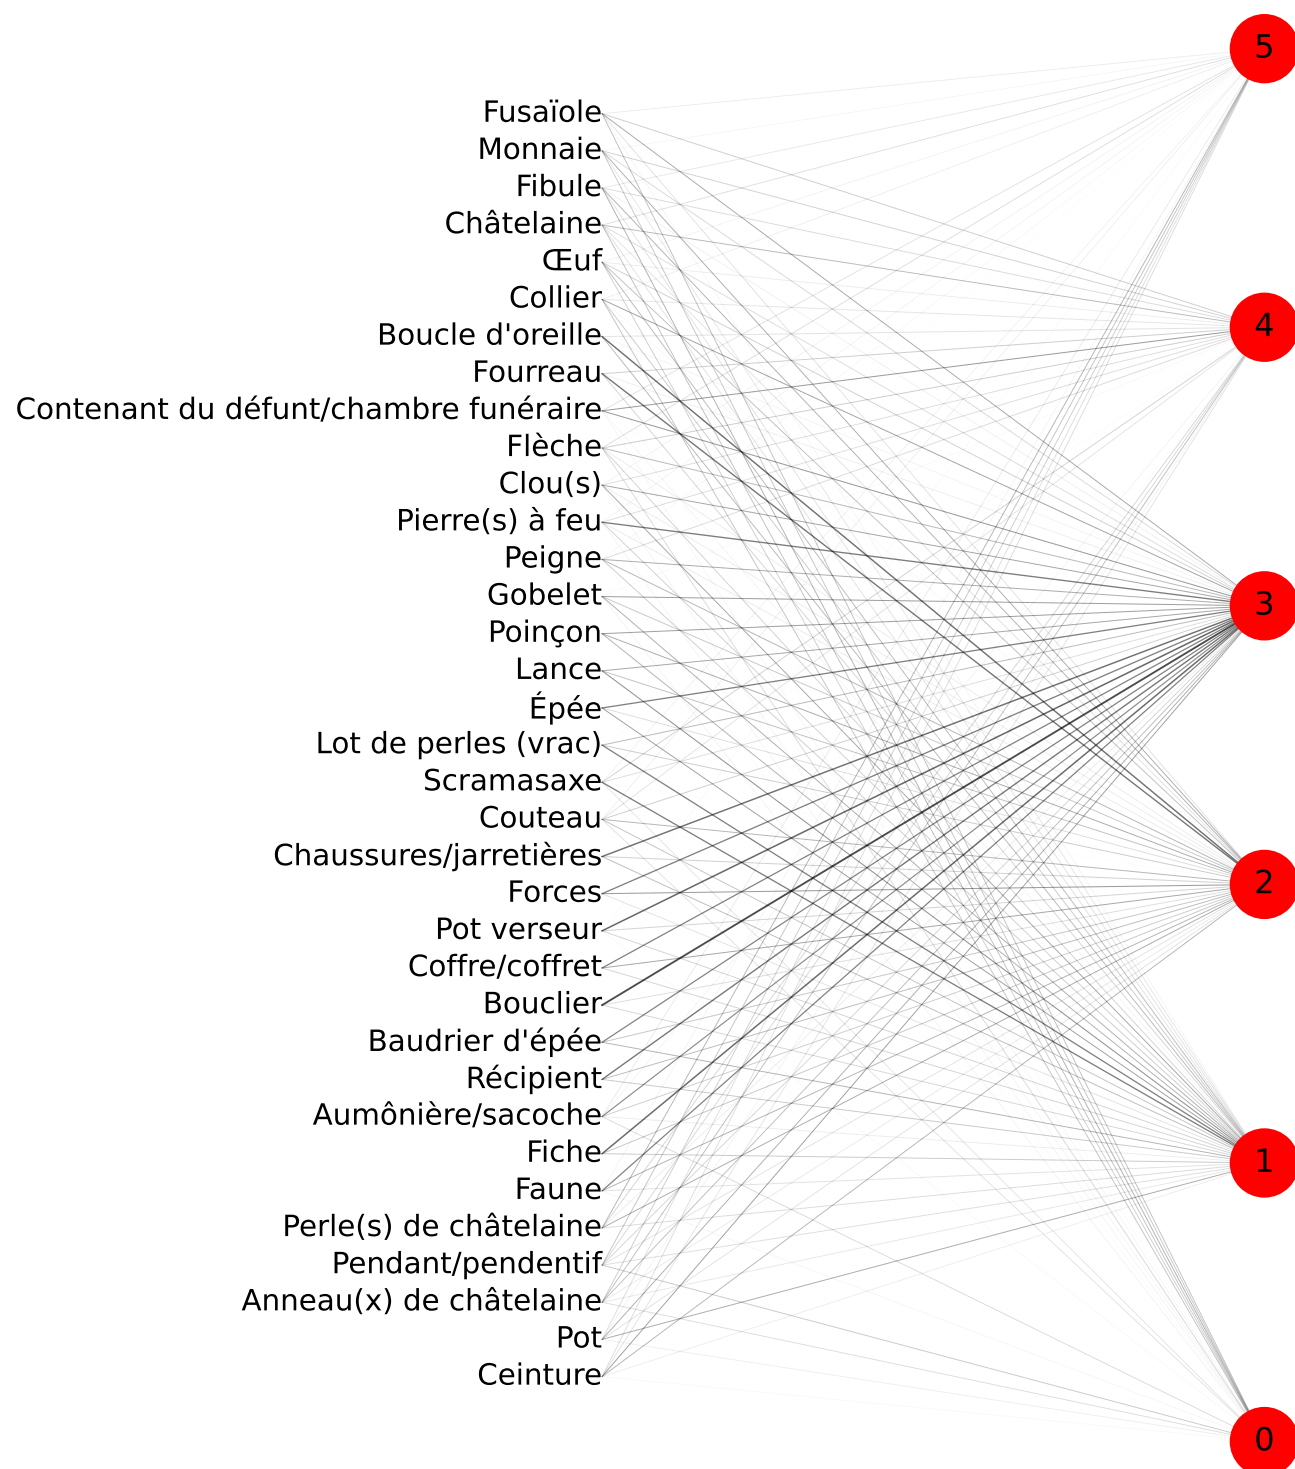 5
Fusaïole
Monnaie
Fibule
Châtelaine
Œuf
Collier
Boucle d'oreille
4
Fourreau
Contenant du défunt/chambre funéraire
Flèche
Clou(s)
Pierre(s) à feu
Peigne
Gobelet
3
Poinçon
Lance
Épée
Lot de perles (vrac)
Scramasaxe
Couteau
Chaussures/jarretières
2
Forces
Pot verseur
Coffre/coffret
Bouclier
Baudrier d'épée
Récipient
Aumônière/sacoche
Fiche
1
Faune
Perle(s) de châtelaine
Pendant/pendentif
Anneau(x) de châtelaine
Pot
Ceinture
0